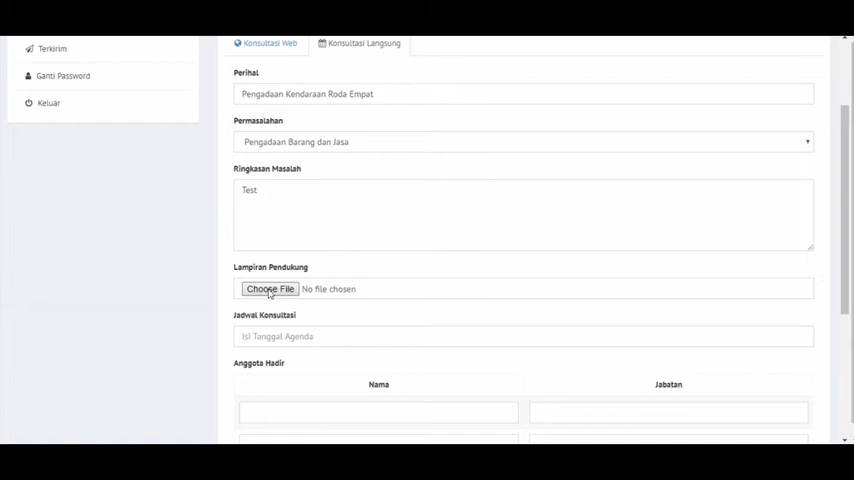 Terkirim
Ganti Password
Keluar
Konsultasi Web
Konsultasi Langsung
Perihal
Pengadaan Kendaraan Roda Empat
Permasalahan
Pengadaan Barang dan Jasa
Ringkasan Masalah
Test
Lampiran Pendukung
Choose File No file chosen
Jadwal Konsultasi
Isi Tanggal Agenda
Anggota Hadir
Nama Jabatan